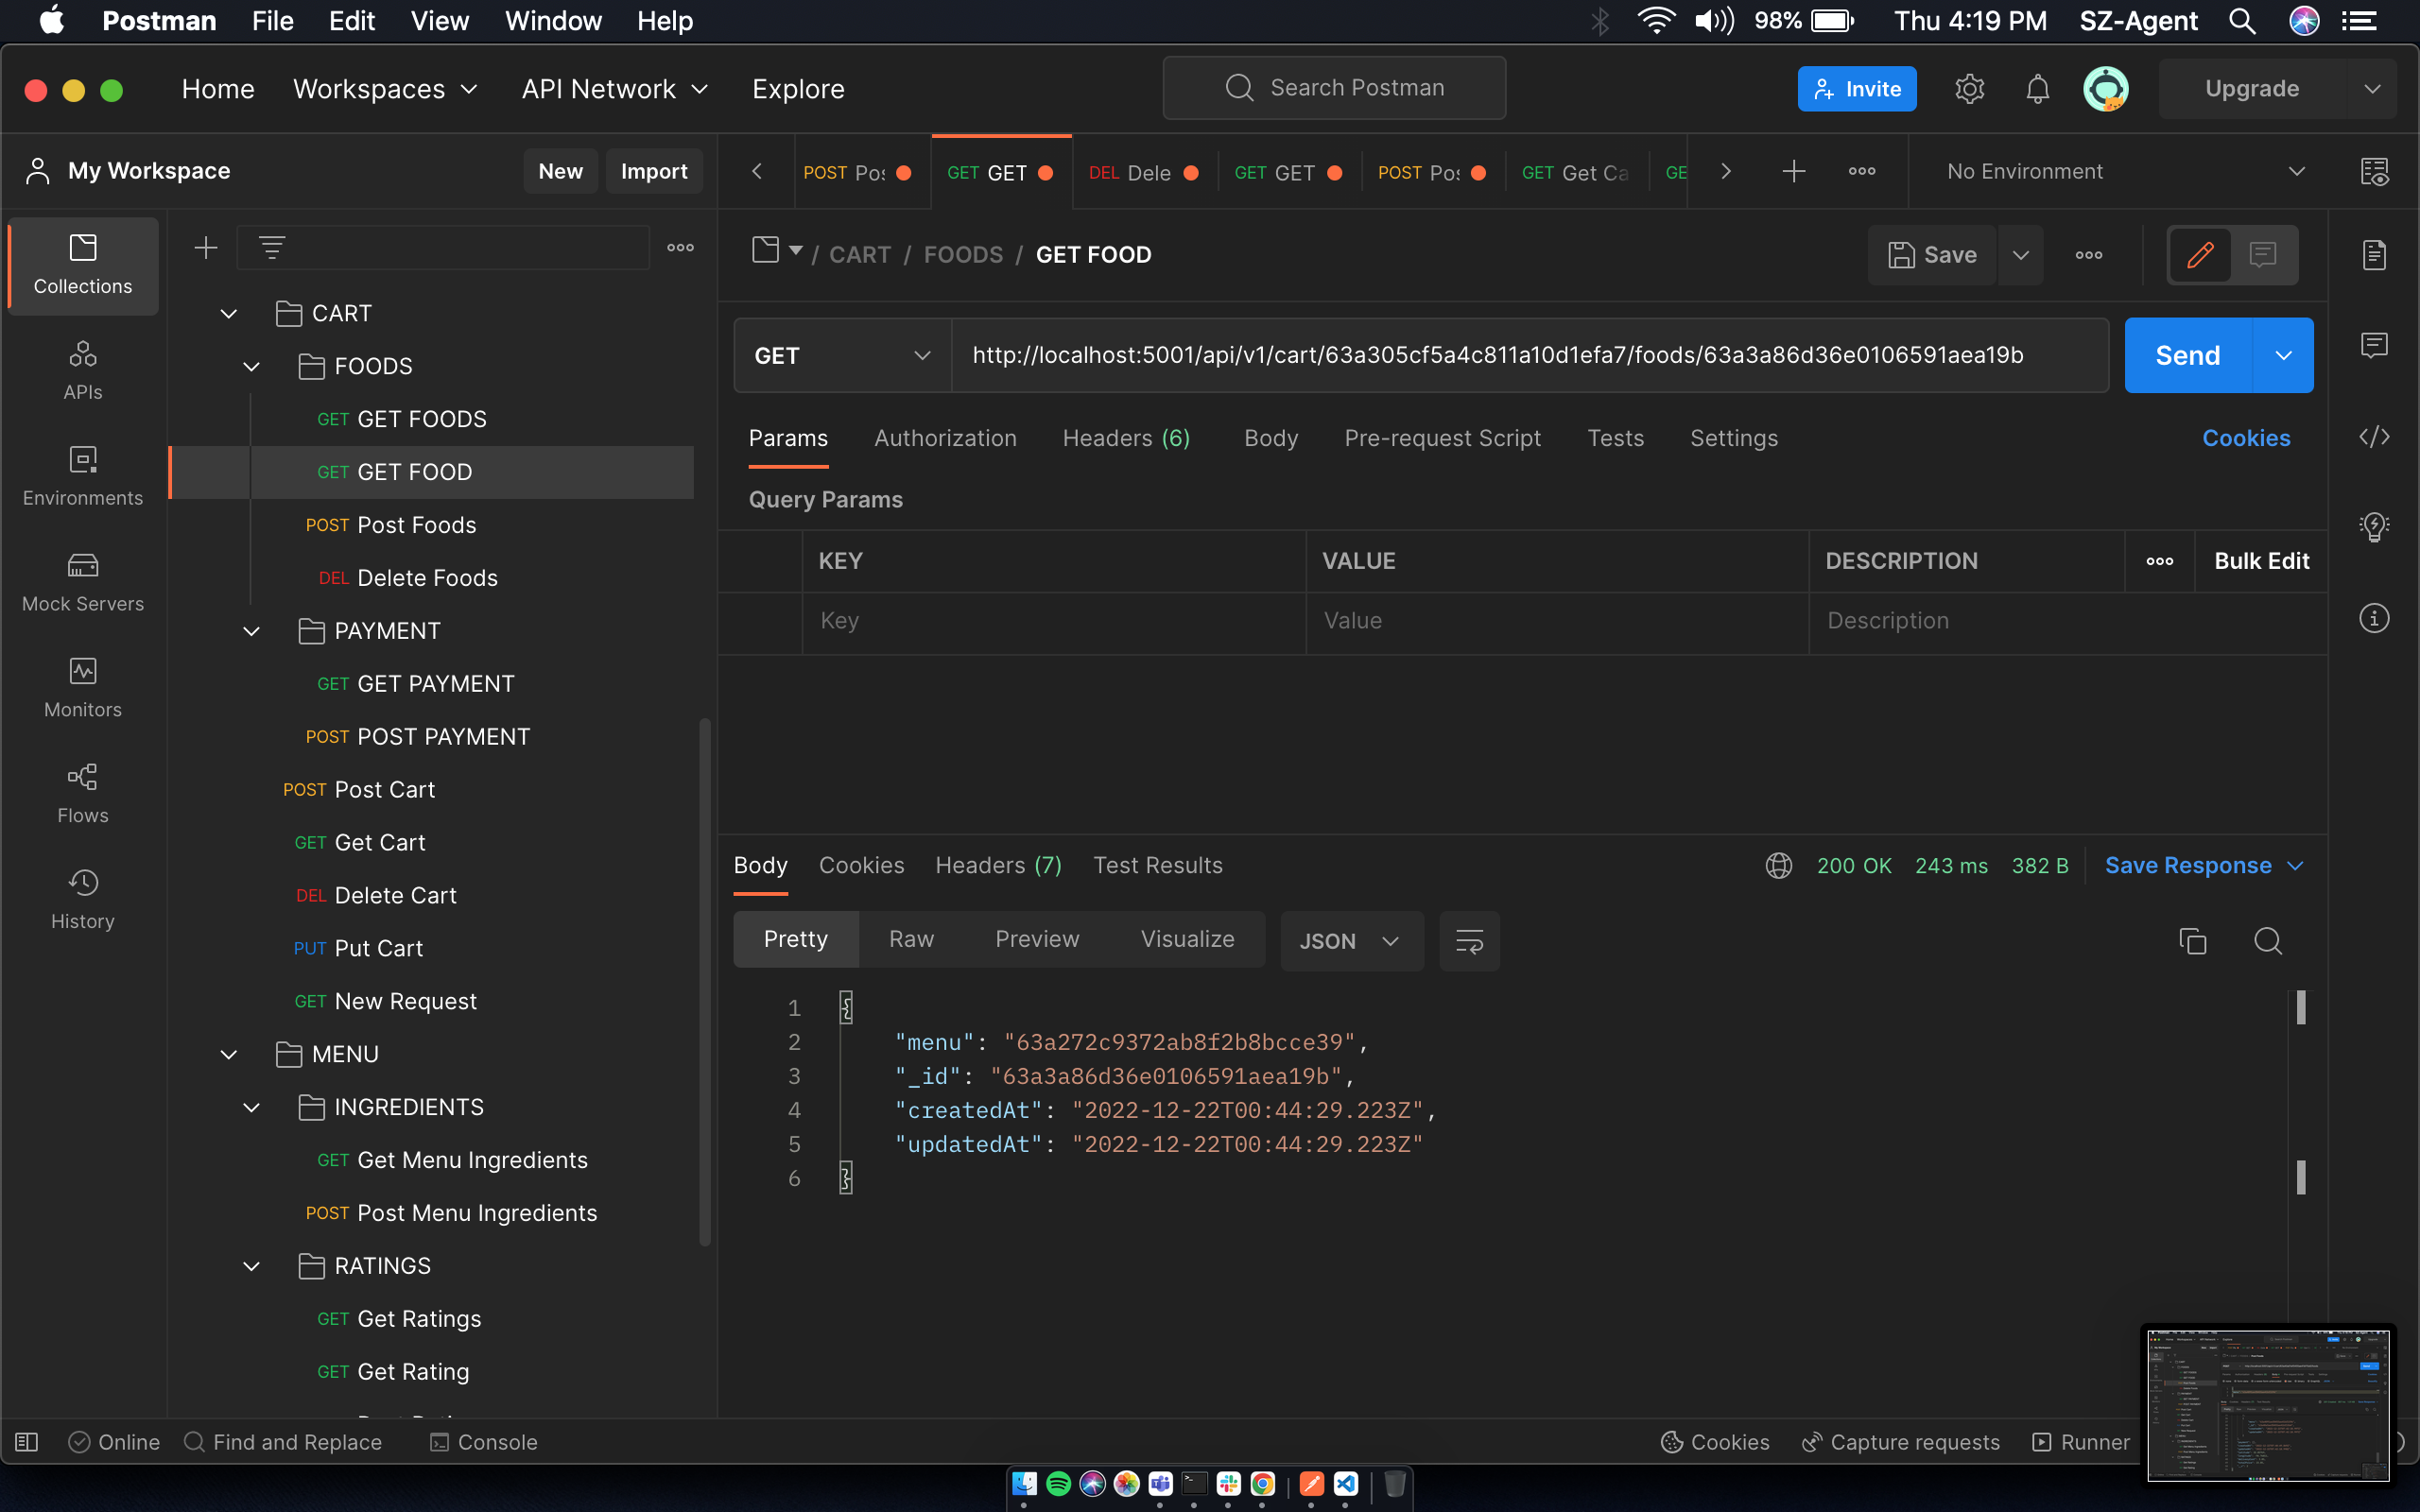 Postman File Edit View Window Help 98% Thu 4:19 PM SZ-Agent
Home Workspaces API Network Explore Search Postman Invite Upgrade
My Workspace New Import
POST Pos GET GET DEL Dele GET GET POST Pos GET Get Ca GE No Environment
Collections
APIs
Environments
Mock Servers
Monitors
Flows
History
CART
FOODS
GET GET FOODS
GET GET FOOD
POST Post Foods
DEL Delete Foods
PAYMENT
GET GET PAYMENT
POST POST PAYMENT
POST Post Cart
GET Get Cart
DEL Delete Cart
PUT Put Cart
GET New Request
MENU
INGREDIENTS
GET Get Menu Ingredients
POST Post Menu Ingredients
RATINGS
GET Get Ratings
GET Get Rating
/ CART / FOODS / GET FOOD Save
GET http://localhost:5001/api/v1/cart/63a305cf5a4c811a10d1efa7/foods/63a3a86d36e0106591aea19b Send
Params Authorization Headers (6) Body Pre-request Script Tests Settings Cookies
Query Params
KEY VALUE DESCRIPTION Bulk Edit
Key Value Description
Body Cookies Headers (7) Test Results 200 OK 243 ms 382 B Save Response
Pretty Raw Preview Visualize JSON
1 {
2 "menu": "63a272c9372ab8f2b8bcce39",
3 "_id": "63a3a86d36e0106591aea19b",
4 "createdAt": "2022-12-22T00:44:29.223Z",
5 "updatedAt": "2022-12-22T00:44:29.223Z"
6 }
Online Find and Replace Console Cookies Capture requests Runner